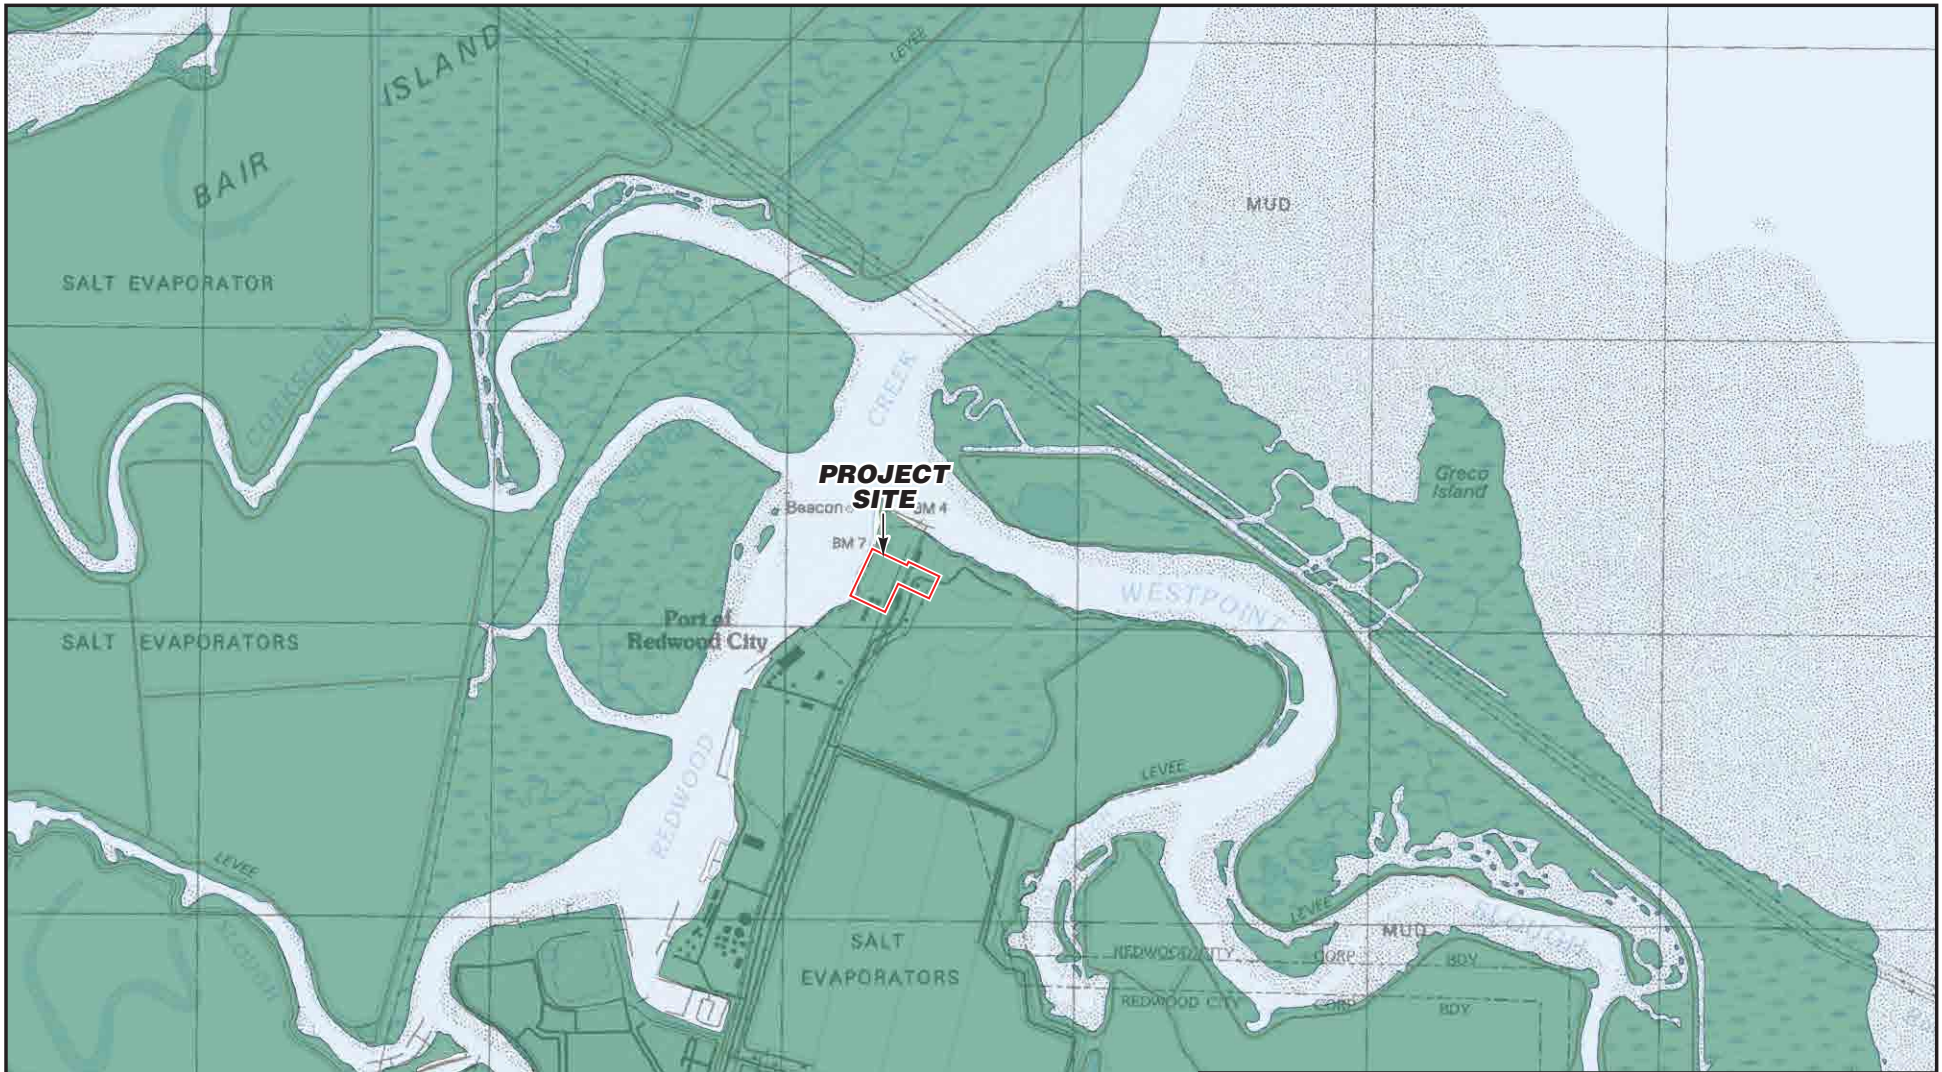 ISLAND
LEVEE
BAIR
MUD
SALT EVAPORATOR
CORKSCREW
CREEK
PROJECT
SITE
Greco
Island
Beacon
BM 4
BM 7
WESTPOINT
Port of
Redwood City
SALT EVAPORATORS
REDWOOD
LEVEE
LEVEE
SLOUGH
LEVEE
SLOUGH
MUD
SALT
EVAPORATORS
REDWOOD CITY CORP BDY
REDWOOD CITY CORP BDY